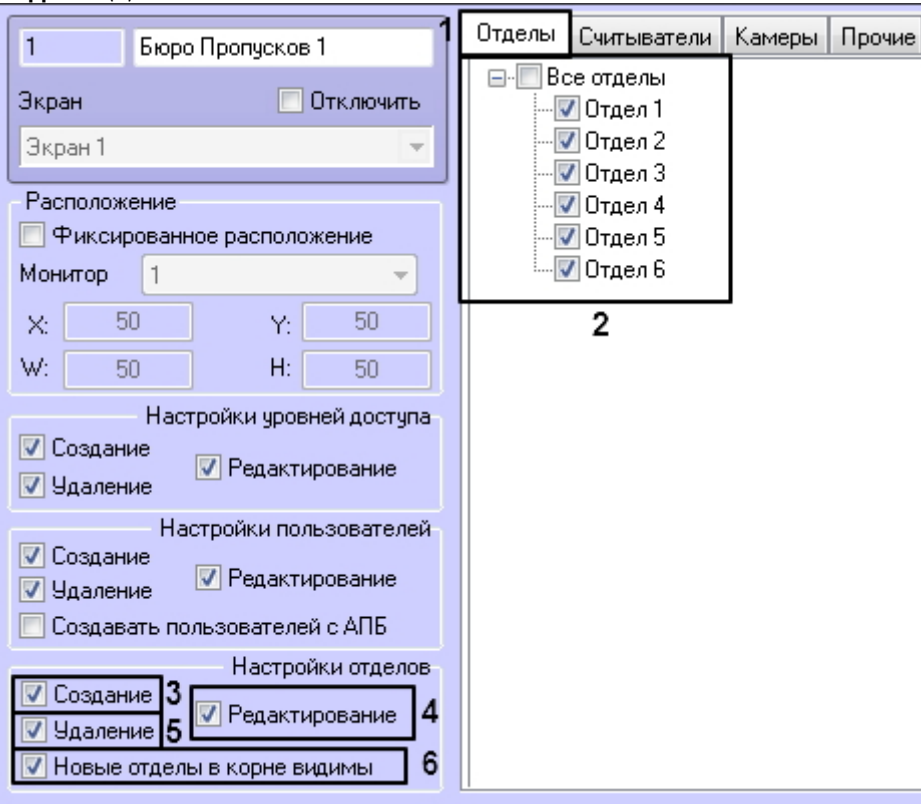 1 Бюро Пропусков 1
Экран Отключить
Экран 1
Расположение
Фиксированное расположение
Монитор 1
X: 50 Y: 50
W: 50 H: 50
Настройки уровней доступа
Создание
Редактирование
Удаление
Настройки пользователей
Создание
Редактирование
Удаление
Создавать пользователей с АПБ
Настройки отделов
Создание 3
Редактирование 4
Удаление 5
Новые отделы в корне видимы 6
1 Отделы Считыватели Камеры Прочие
Все отделы
Отдел 1
Отдел 2
Отдел 3
Отдел 4
Отдел 5
Отдел 6
2